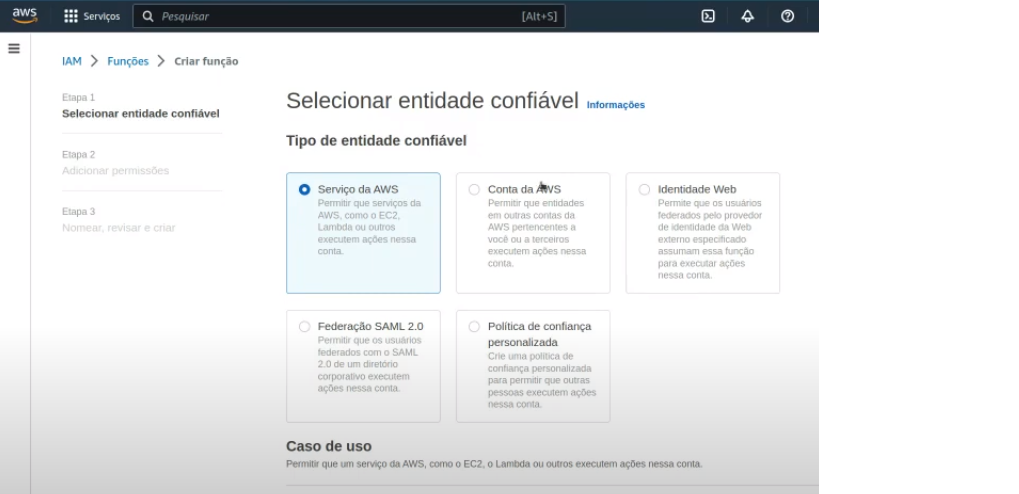 aws
Serviços
Pesquisar
[Alt+S]
IAM > Funções > Criar função
Etapa 1
Selecionar entidade confiável
Etapa 2
Adicionar permissões
Etapa 3
Nomear, revisar e criar
Selecionar entidade confiável Informações
Tipo de entidade confiável
Serviço da AWS
Permitir que serviços da
AWS, como o EC2,
Lambda ou outros
executem ações nessa
conta.
Conta da AWS
Permitir que entidades
em outras contas da
AWS pertencentes a
você ou a terceiros
executem ações nessa
conta.
Identidade Web
Permite que os usuários
federados pelo provedor
de identidade da Web
externo especificado
assumam essa função
para executar ações
nessa conta.
Federação SAML 2.0
Permitir que os usuários
federados com o SAML
2.0 de um diretório
corporativo executem
ações nessa conta.
Política de confiança
personalizada
Crie uma política de
confiança personalizada
para permitir que outras
pessoas executem ações
nessa conta.
Caso de uso
Permitir que um serviço da AWS, como o EC2, o Lambda ou outros executem ações nessa conta.